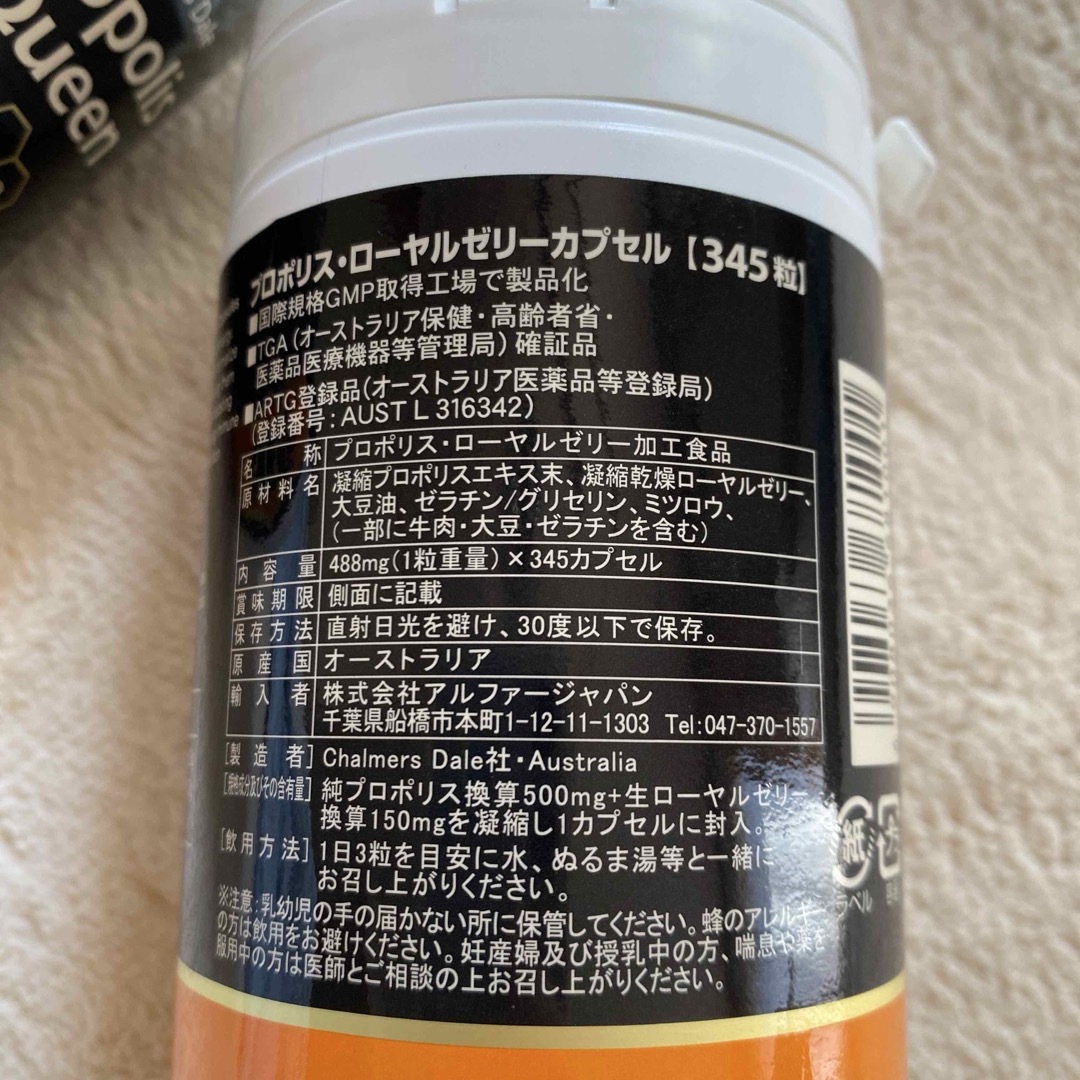 polis
Queen
Dale
プロポリス・ローヤルゼリーカプセル【345粒】
■国際規格GMP取得工場で製品化
■TGA(オーストラリア保健・高齢者省・
医薬品医療機器等管理局)確証品
■ARTG登録品(オーストラリア医薬品等登録局)
(登録番号:AUST L 316342)
名称 プロポリス・ローヤルゼリー加工食品
原材料名 凝縮プロポリスエキス末、凝縮乾燥ローヤルゼリー、
大豆油、ゼラチン/グリセリン、ミツロウ、
(一部に牛肉・大豆・ゼラチンを含む)
内容量 488mg(1粒重量)×345カプセル
賞味期限 側面に記載
保存方法 直射日光を避け、30度以下で保存。
原産国 オーストラリア
輸入者 株式会社アルファージャパン
千葉県船橋市本町1-12-11-1303 Tel:047-370-1557
[製造者] Chalmers Dale社・Australia
[規格成分及びその含有量] 純プロポリス換算500mg+生ローヤルゼリー
換算150mgを凝縮し1カプセルに封入。
[飲用方法] 1日3粒を目安に水、ぬるま湯等と一緒に
お召し上がりください。
※注意:乳幼児の手の届かない所に保管してください。蜂のアレルギー
の方は飲用をお避けください。妊産婦及び授乳中の方、喘息や薬を
服用中の方は医師とご相談の上お召し上がりください。
紙
ラベル